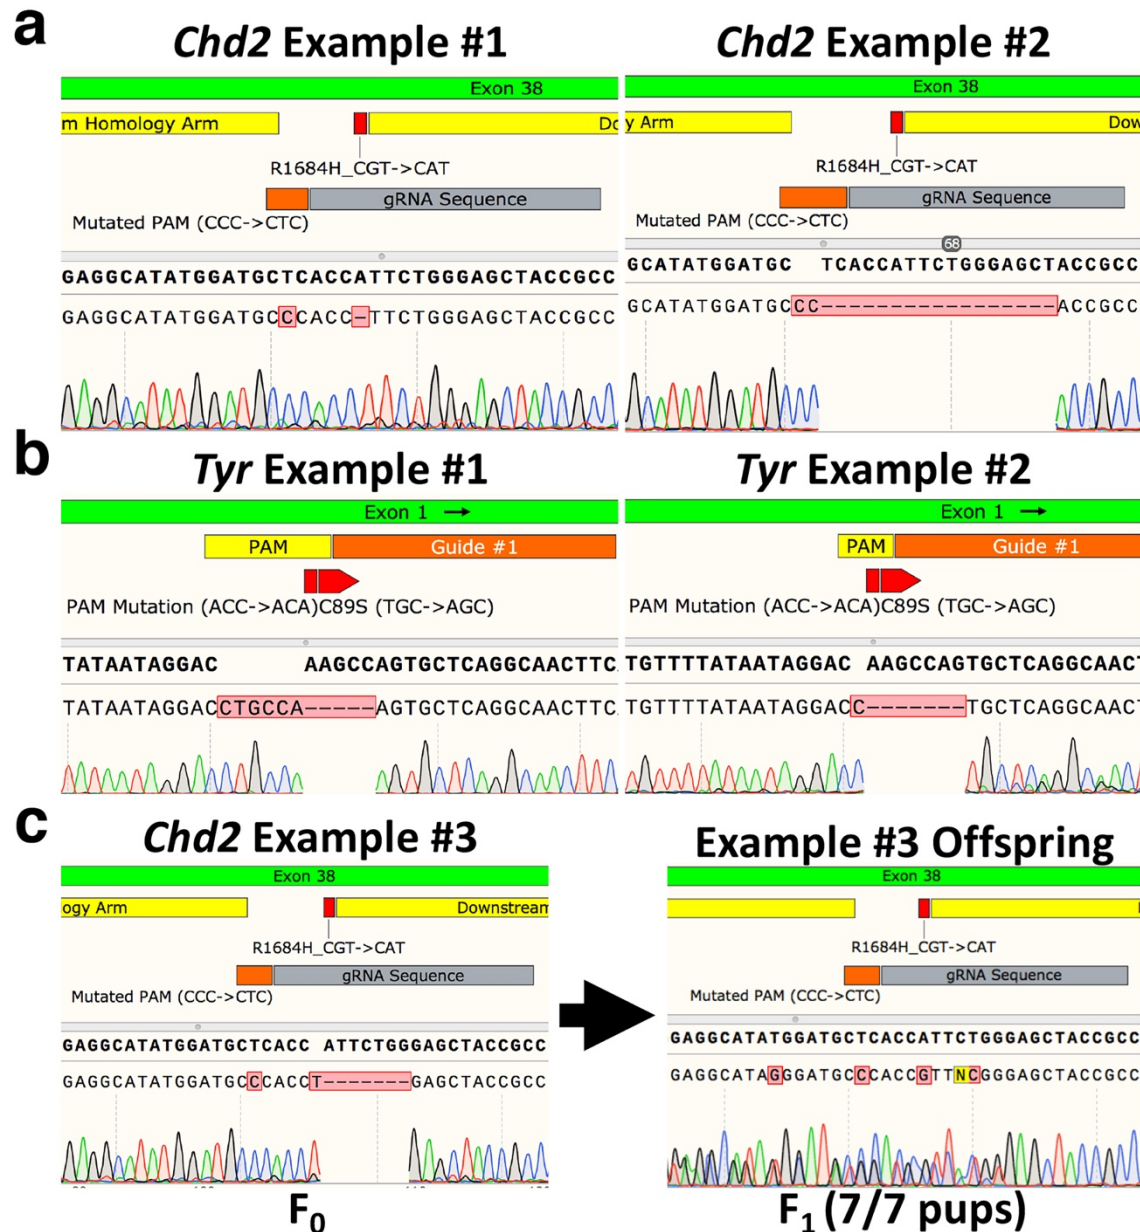 a
Chd2 Example #1
Exon 38
m Homology Arm
Do
R1684H_CGT->CAT
gRNA Sequence
Mutated PAM (CCC->CTC)
GAGGCATATGGATGCTCACCATTCTGGGAGCTACCGCC
GAGGCATATGGATGCCCACC-TTCTGGGAGCTACCGCC
Chd2 Example #2
Exon 38
y Arm
Dow
R1684H_CGT->CAT
gRNA Sequence
Mutated PAM (CCC->CTC)
68
GCATATGGATGC TCACCATTCTGGGAGCTACCGCC
GCATATGGATGCCC-----------------ACCGCC
b
Tyr Example #1
Exon 1
PAM
Guide #1
PAM Mutation (ACC->ACA)C89S (TGC->AGC)
TATAATAGGAC AAGCCAGTGCTCAGGCAACTTC
TATAATAGGACCTGCCA-----AGTGCTCAGGCAACTTC
Tyr Example #2
Exon 1
PAM
Guide #1
PAM Mutation (ACC->ACA)C89S (TGC->AGC)
TGTTTTATAATAGGAC AAGCCAGTGCTCAGGCAACT
TGTTTTATAATAGGACC-------TGCTCAGGCAACT
c
Chd2 Example #3
Exon 38
ogy Arm
Downstream
R1684H_CGT->CAT
gRNA Sequence
Mutated PAM (CCC->CTC)
GAGGCATATGGATGCTCACC ATTCTGGGAGCTACCGCC
GAGGCATATGGATGCCCACCT-------GAGCTACCGCC
F0
Example #3 Offspring
Exon 38
R1684H_CGT->CAT
gRNA Sequence
Mutated PAM (CCC->CTC)
GAGGCATATGGATGCTCACCATTCTGGGAGCTACCGCC
GAGGCATAGGGATGCCCACCGTTNCGGGAGCTACCGCC
F1 (7/7 pups)